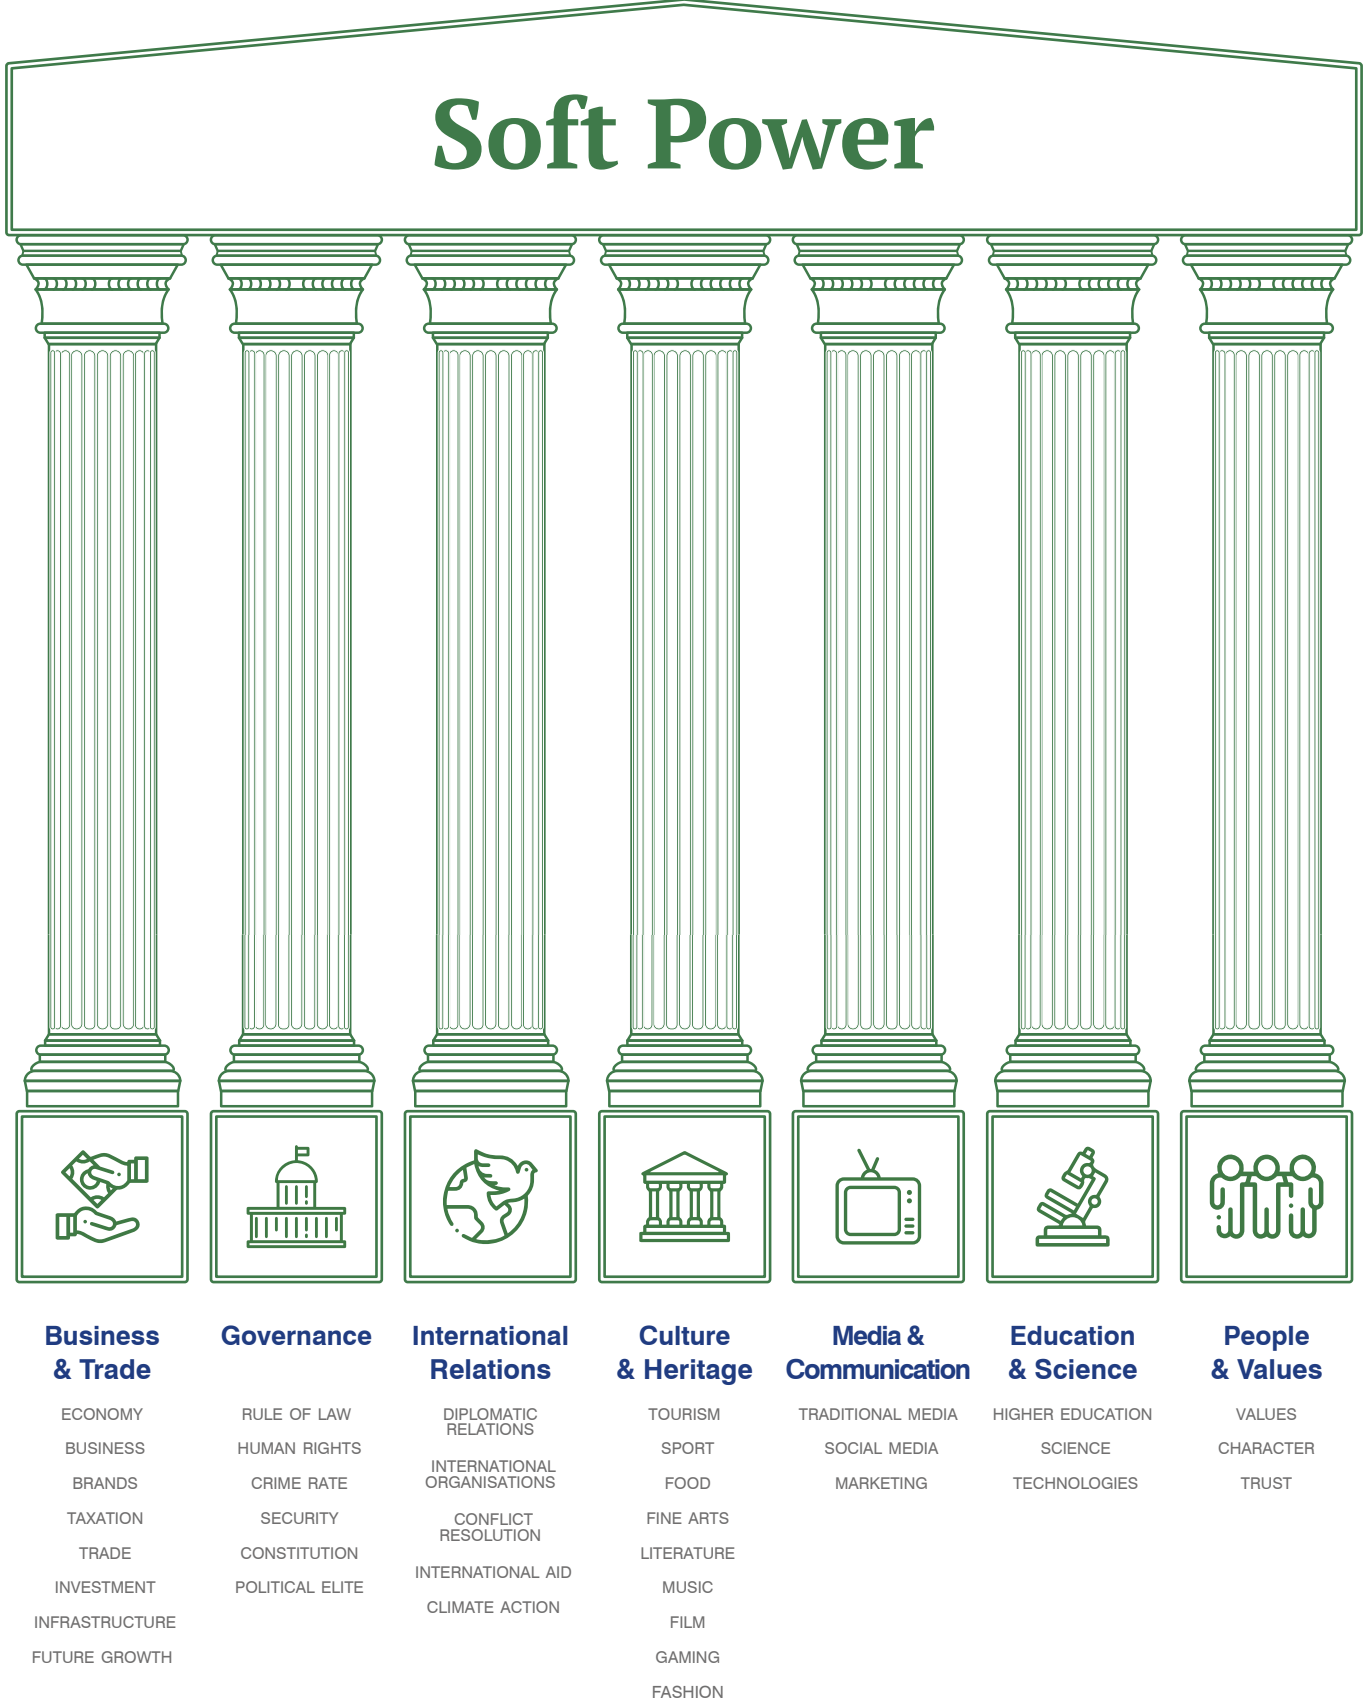 Soft Power
Business
& Trade
ECONOMY
BUSINESS
BRANDS
TAXATION
TRADE
INVESTMENT
INFRASTRUCTURE
FUTURE GROWTH
Governance
RULE OF LAW
HUMAN RIGHTS
CRIME RATE
SECURITY
CONSTITUTION
POLITICAL ELITE
International
Relations
DIPLOMATIC
RELATIONS
INTERNATIONAL
ORGANISATIONS
CONFLICT
RESOLUTION
INTERNATIONAL AID
CLIMATE ACTION
Culture
& Heritage
TOURISM
SPORT
FOOD
FINE ARTS
LITERATURE
MUSIC
FILM
GAMING
FASHION
Media &
Communication
TRADITIONAL MEDIA
SOCIAL MEDIA
MARKETING
Education
& Science
HIGHER EDUCATION
SCIENCE
TECHNOLOGIES
People
& Values
VALUES
CHARACTER
TRUST